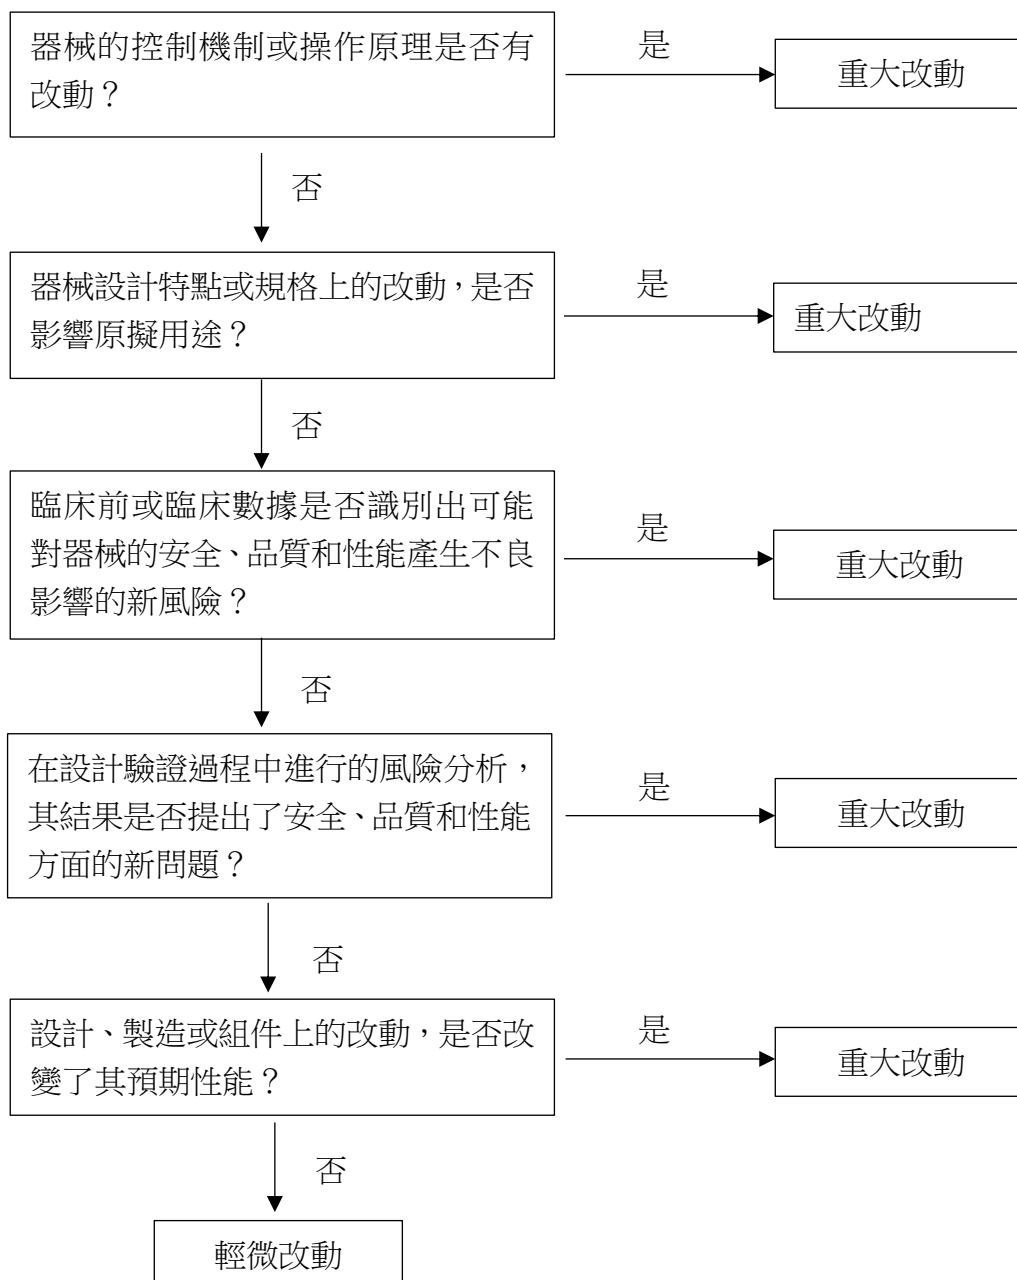 器械的控制機制或操作原理是否有
改動？
是
重大改動
否
器械設計特點或規格上的改動，是否
影響原擬用途？
是
重大改動
否
臨床前或臨床數據是否識別出可能
對器械的安全、品質和性能產生不良
影響的新風險？
是
重大改動
否
在設計驗證過程中進行的風險分析，
其結果是否提出了安全、品質和性能
方面的新問題？
是
重大改動
否
設計、製造或組件上的改動，是否改
變了其預期性能？
是
重大改動
否
輕微改動